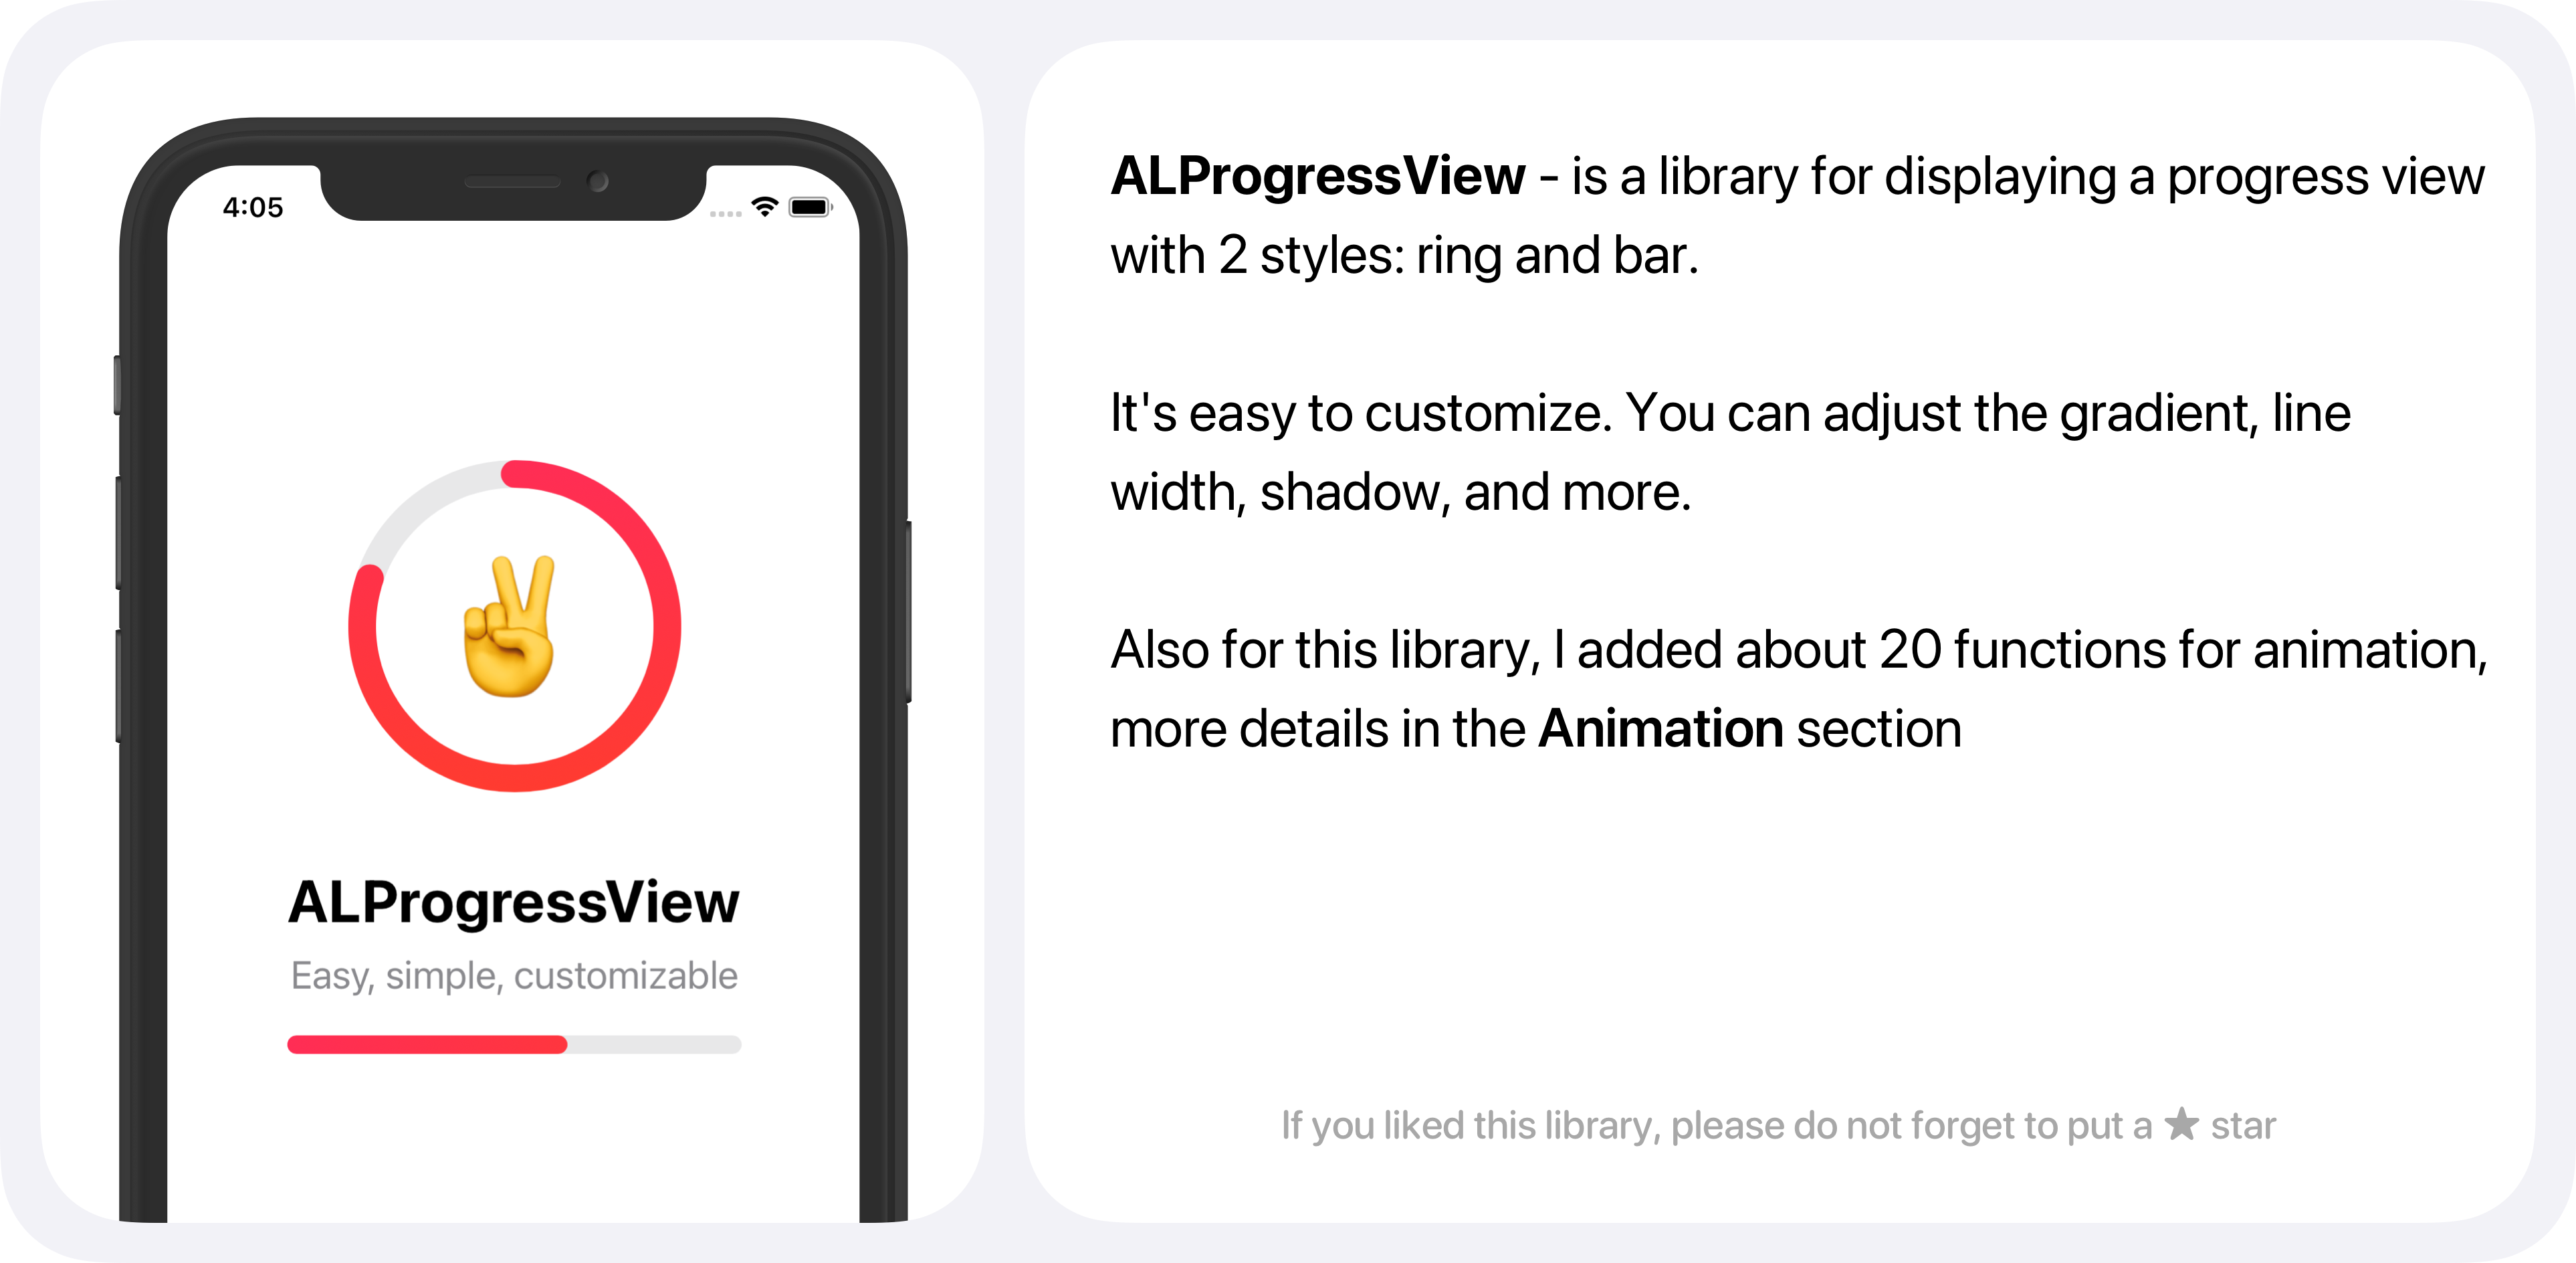 4:05
ALProgressView
Easy, simple, customizable
ALProgressView - is a library for displaying a progress view
with 2 styles: ring and bar.
It's easy to customize. You can adjust the gradient, line
width, shadow, and more.
Also for this library, I added about 20 functions for animation,
more details in the Animation section
If you liked this library, please do not forget to put a ★ star